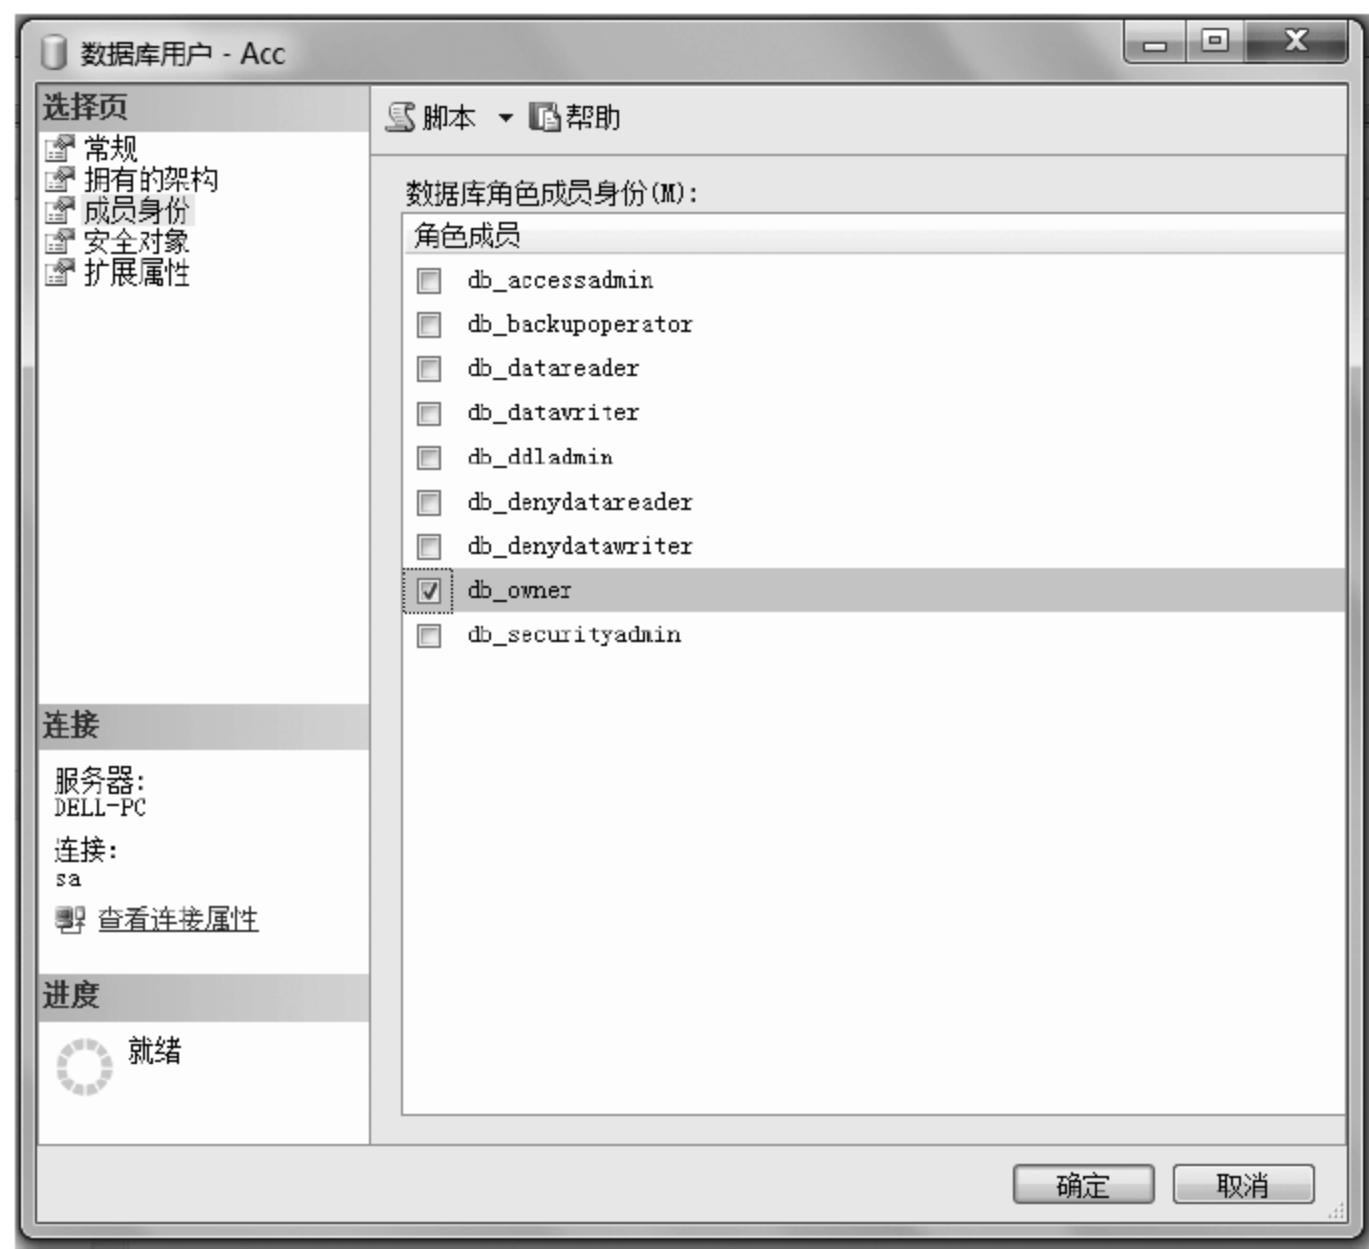 数据库用户 - Acc
选择页
常规
拥有的架构
成员身份
安全对象
扩展属性
脚本
帮助
数据库角色成员身份(M):
角色成员
db_accessadmin
db_backupoperator
db_datareader
db_datawriter
db_ddladmin
db_denydatareader
db_denydatawriter
db_owner
db_securityadmin
连接
服务器:
DELL-PC
连接:
sa
查看连接属性
进度
就绪
确定
取消